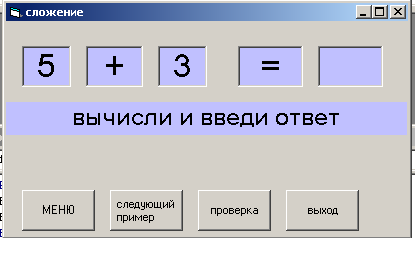 сложение
5 + 3 =
вычисли и введи ответ
МЕНЮ
следующий
пример
проверка
выход